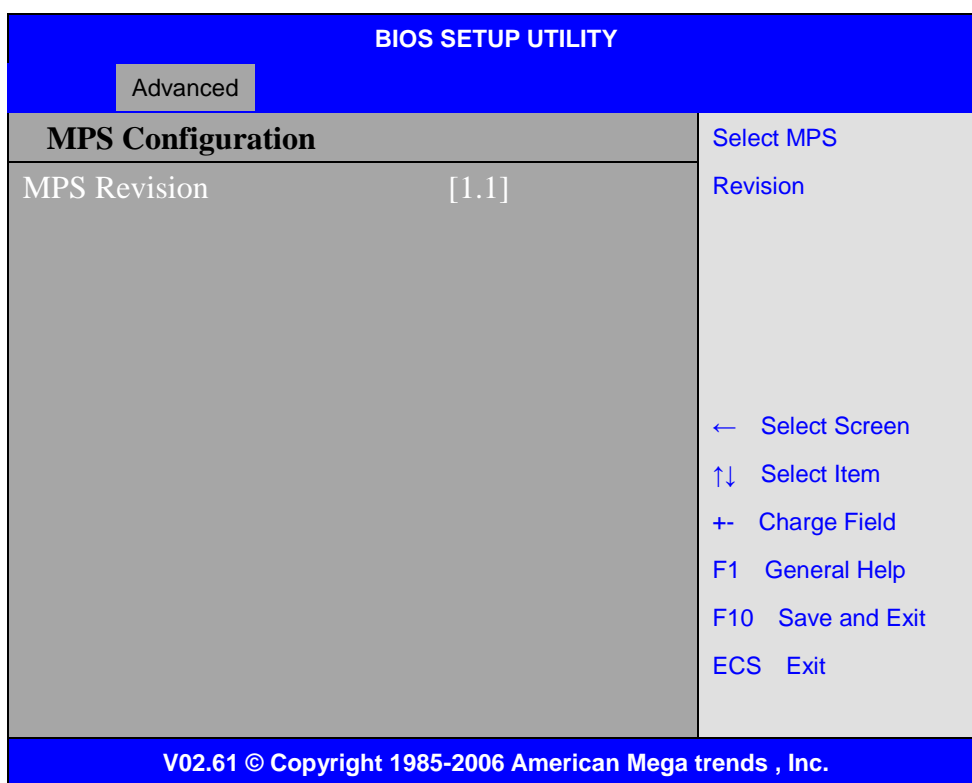 BIOS SETUP UTILITY
Advanced
MPS Configuration
MPS Revision [1.1]
Select MPS
Revision
← Select Screen
↑↓ Select Item
+- Charge Field
F1 General Help
F10 Save and Exit
ECS Exit
V02.61 © Copyright 1985-2006 American Mega trends , Inc.